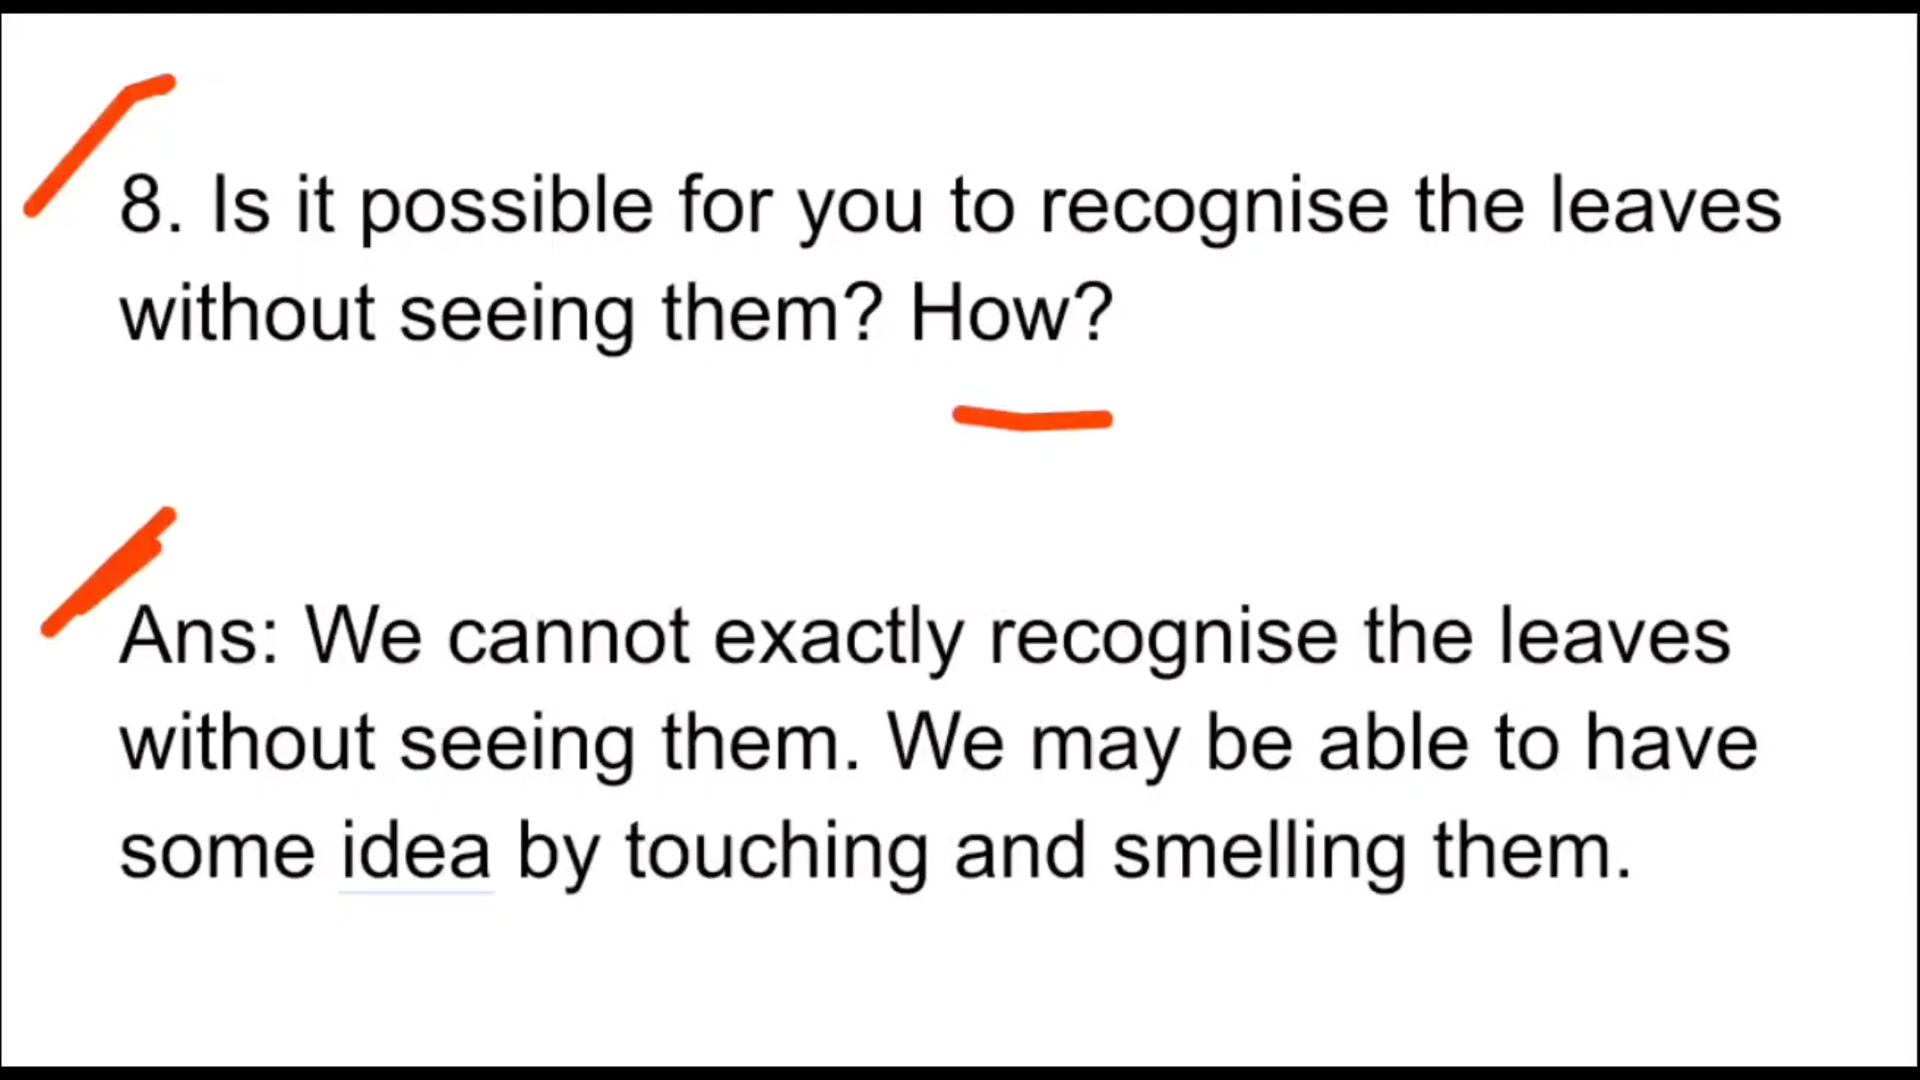 8. Is it possible for you to recognise the leaves
without seeing them? How?
Ans: We cannot exactly recognise the leaves
without seeing them. We may be able to have
some idea by touching and smelling them.